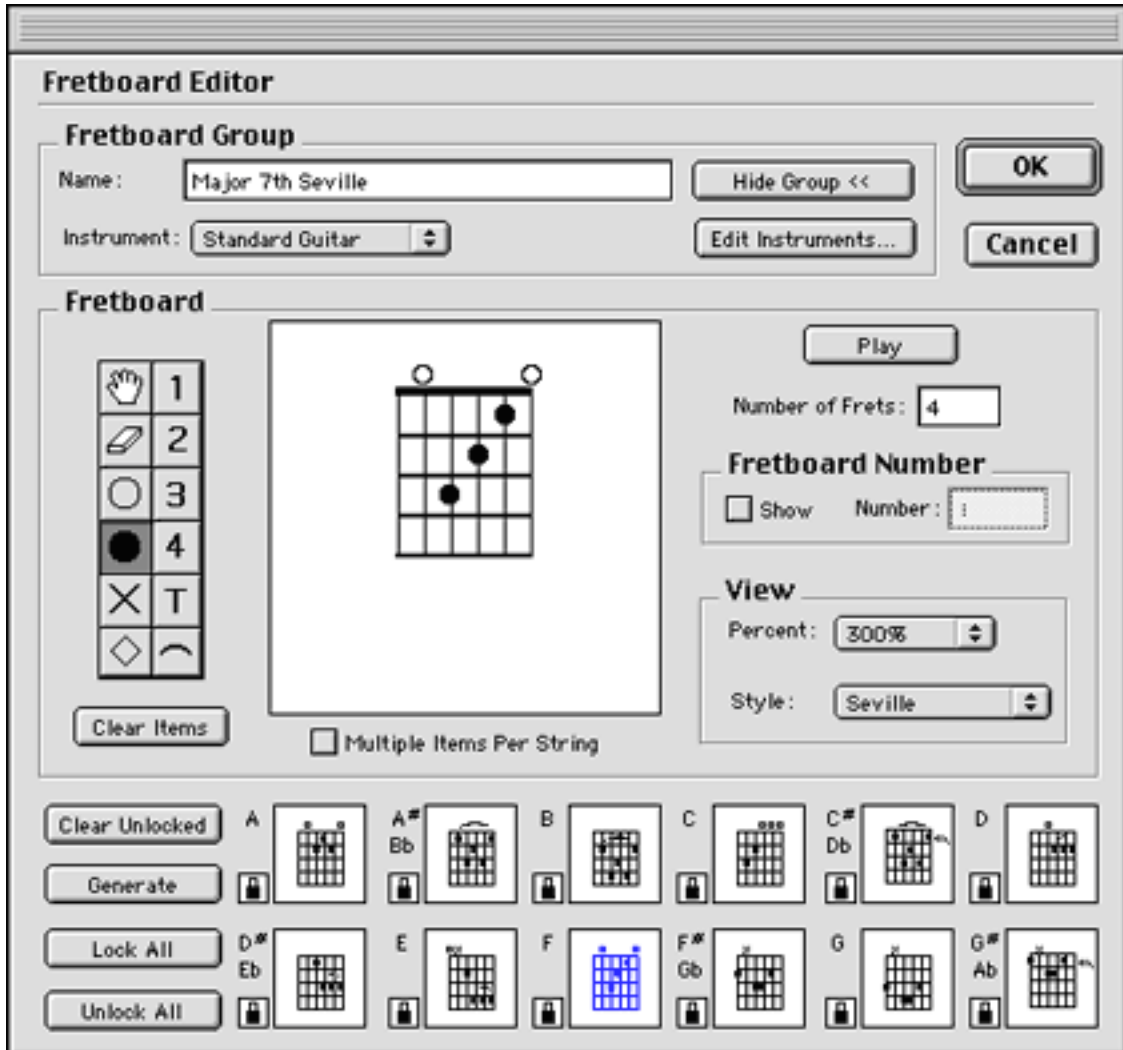 Fretboard Editor
Fretboard Group
Name: Major 7th Seville Hide Group <<
OK
Instrument: Standard Guitar Edit Instruments...
Cancel
Fretboard
Play
1
Number of Frets: 4
2
Fretboard Number
3
Show Number:
4
T
View
Percent: 300%
Style: Seville
Clear Items
Multiple Items Per String
Clear Unlocked A A# Bb B C C# Db D
Generate
Lock All D# Eb E F F# Gb G G# Ab
Unlock All